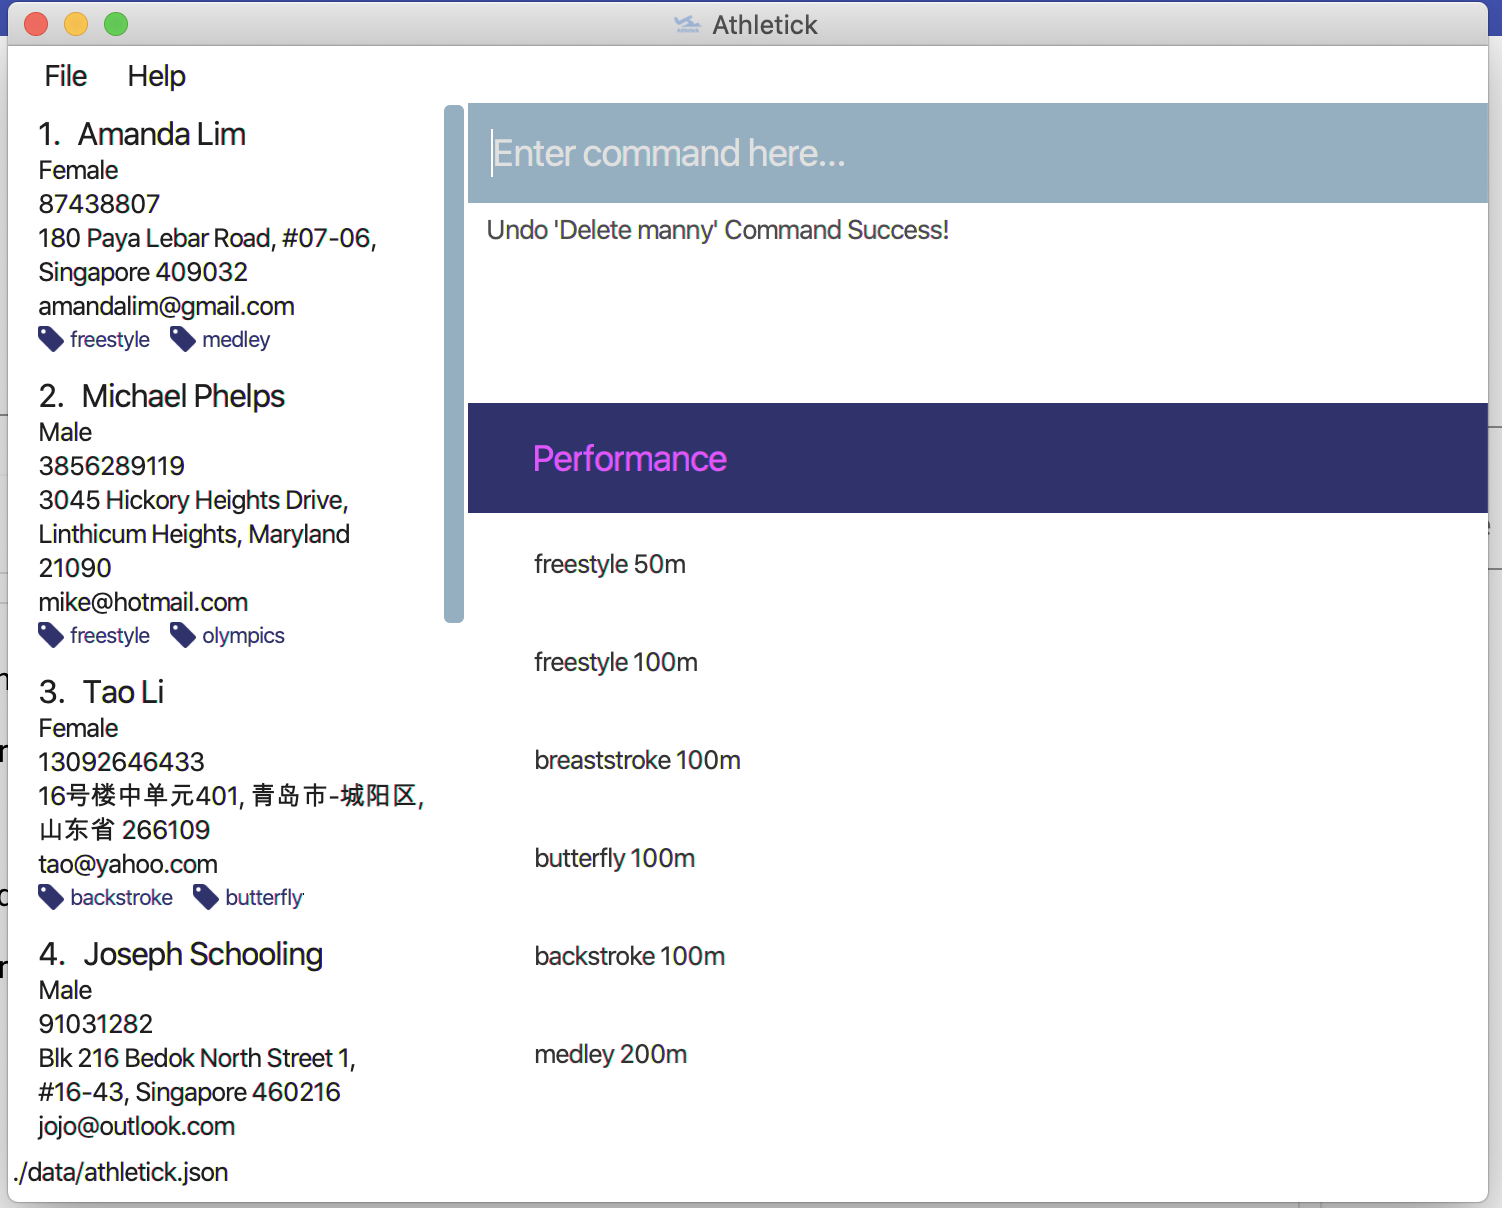 Athletick
File Help
1. Amanda Lim
Female
87438807
180 Paya Lebar Road, #07-06,
Singapore 409032
amandalim@gmail.com
freestyle medley
2. Michael Phelps
Male
3856289119
3045 Hickory Heights Drive,
Linthicum Heights, Maryland
21090
mike@hotmail.com
freestyle olympics
3. Tao Li
Female
13092646433
16号楼中单元401, 青岛市-城阳区,
山东省 266109
tao@yahoo.com
backstroke butterfly
4. Joseph Schooling
Male
91031282
Blk 216 Bedok North Street 1,
#16-43, Singapore 460216
jojo@outlook.com
Enter command here...
Undo 'Delete manny' Command Success!
Performance
freestyle 50m
freestyle 100m
breaststroke 100m
butterfly 100m
backstroke 100m
medley 200m
./data/athletick.json